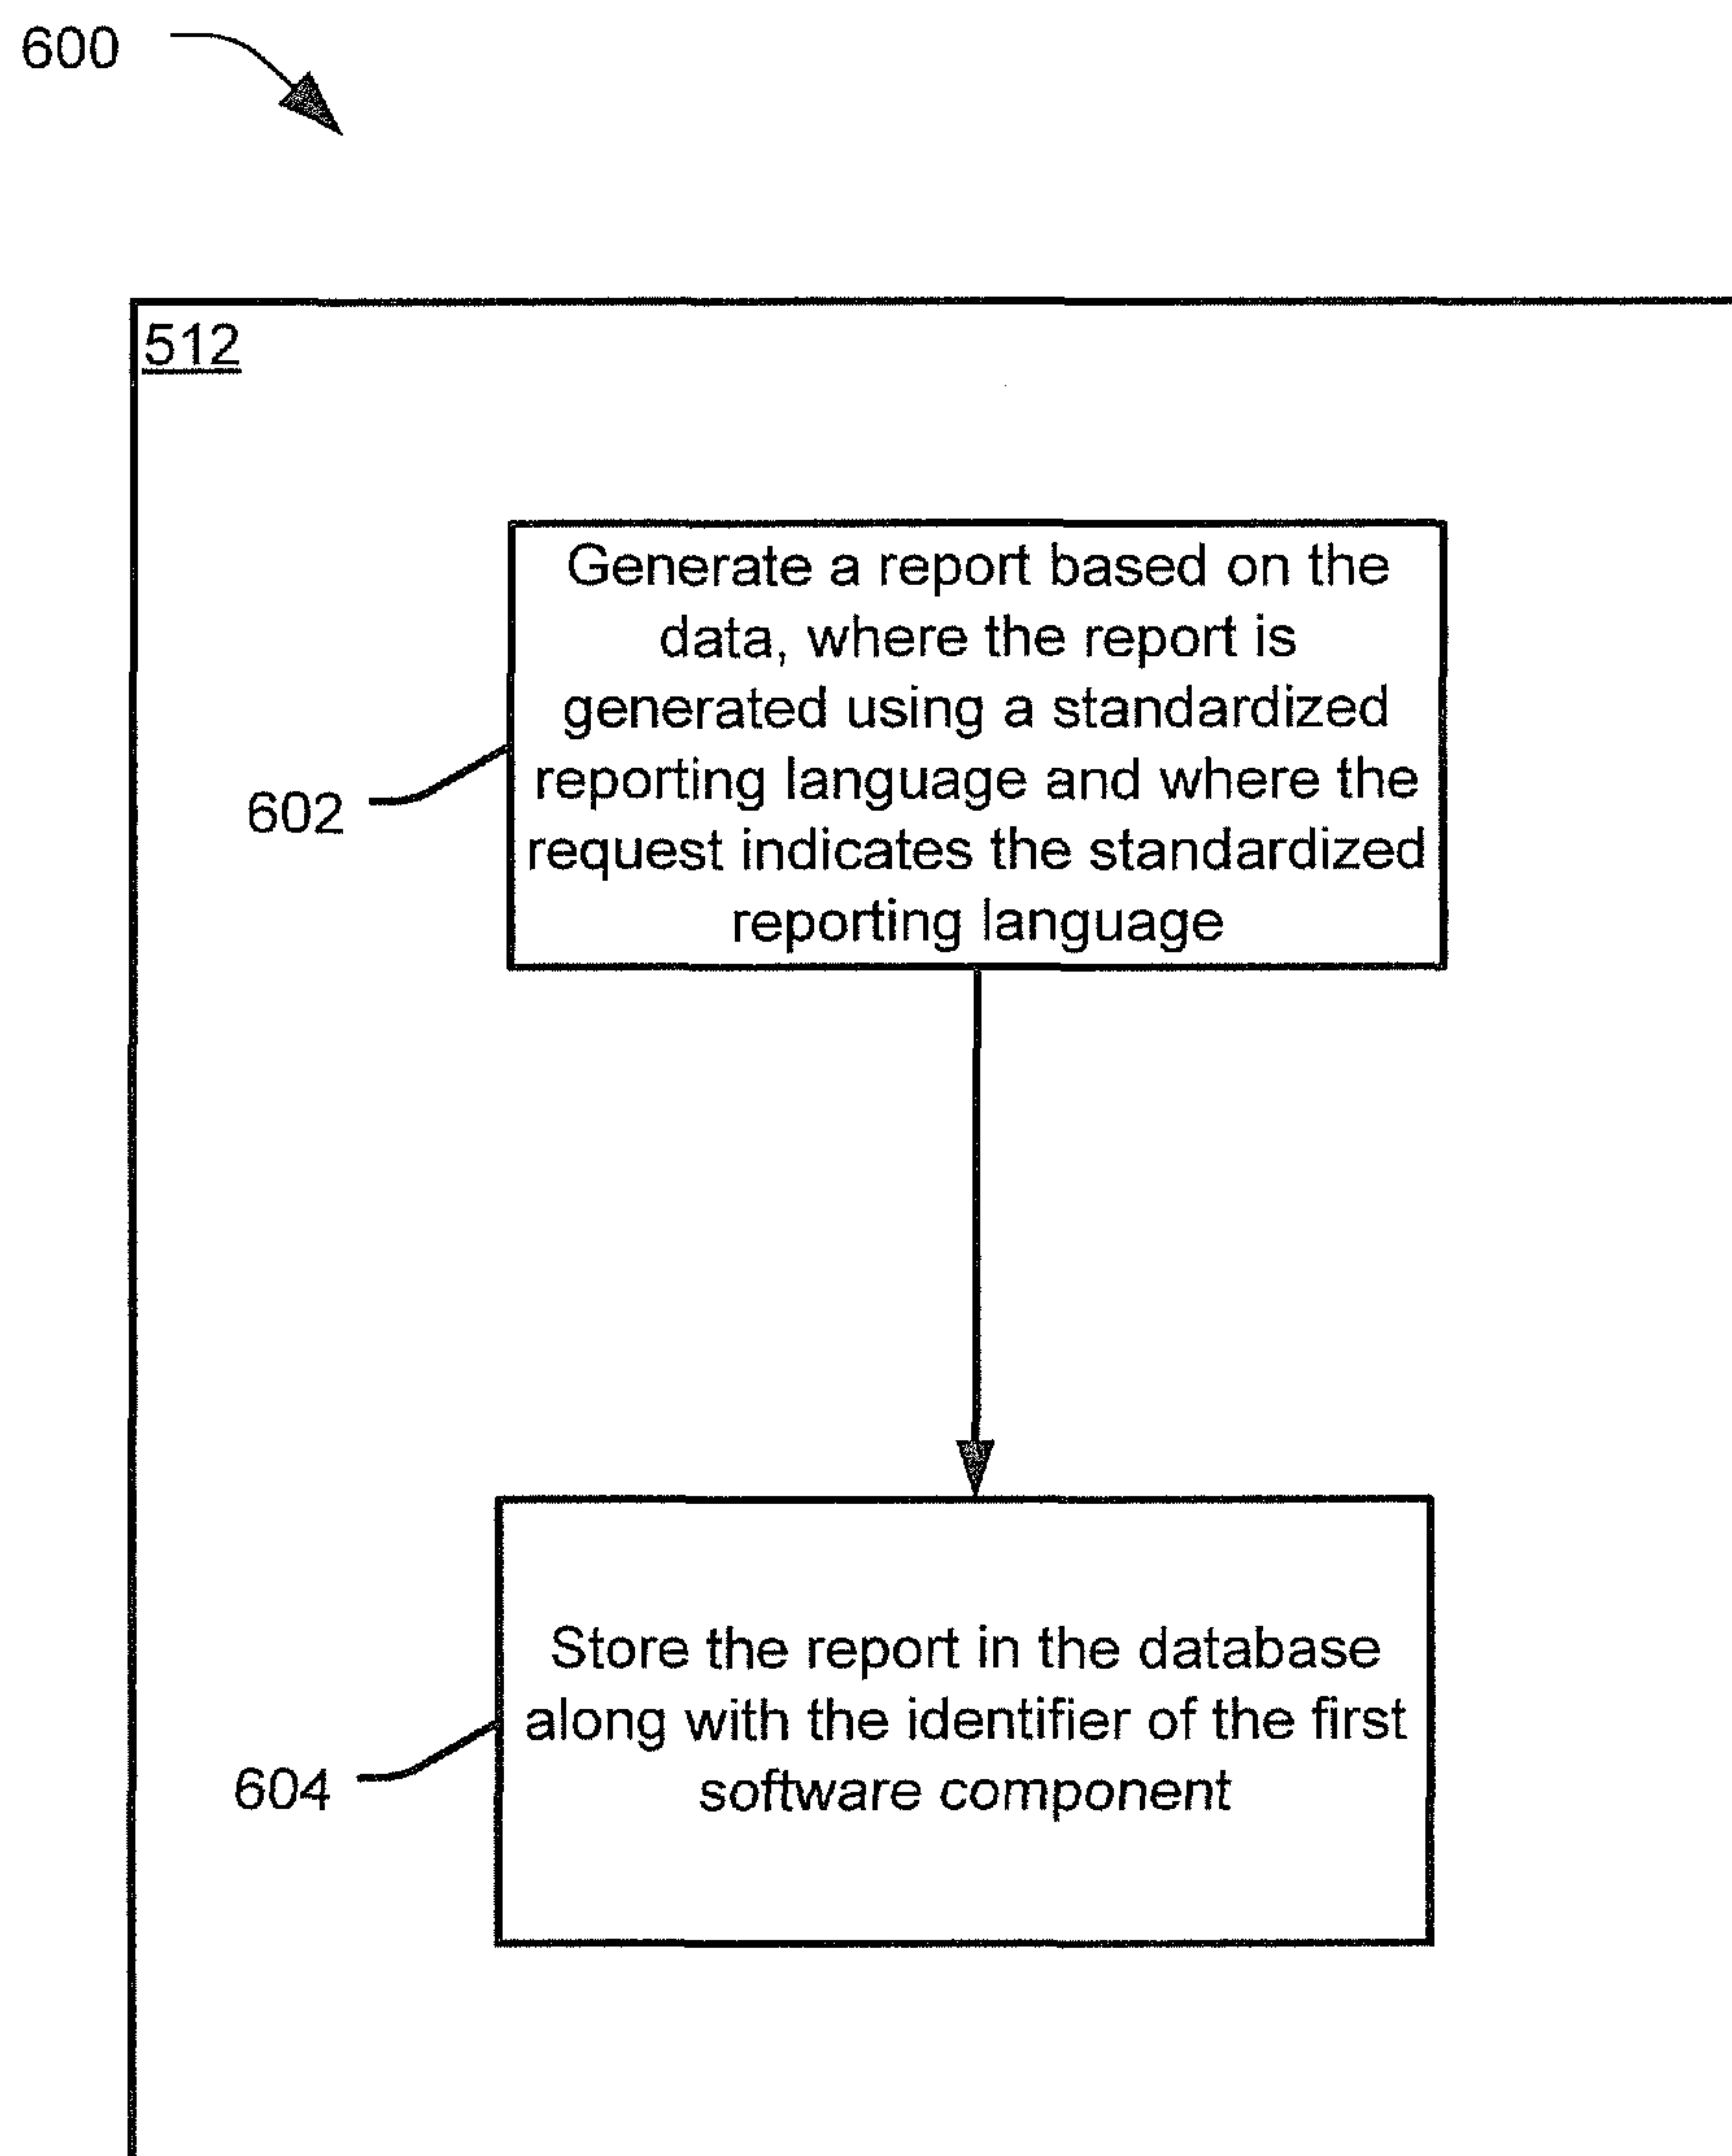 600
512
Generate a report based on the
data, where the report is
generated using a standardized
reporting language and where the
request indicates the standardized
reporting language
602
Store the report in the database
along with the identifier of the first
software component
604